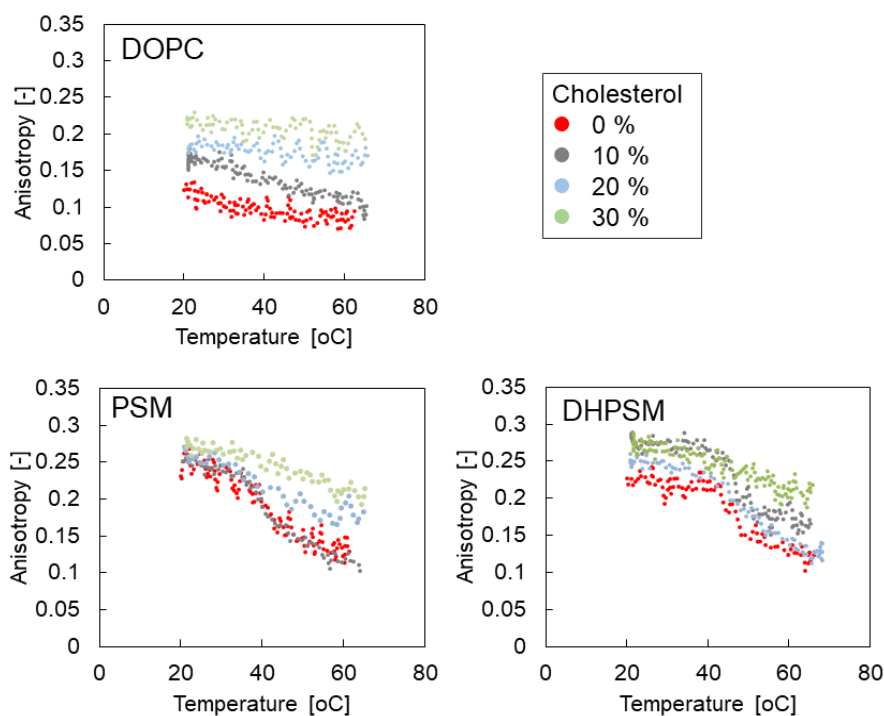 DOPC
0.35
0.3
0.25
0.2
0.15
0.1
0.05
0
Anisotropy [-]
0 20 40 60 80
Temperature [oC]
Cholesterol
0 %
10 %
20 %
30 %
PSM
0.35
0.3
0.25
0.2
0.15
0.1
0.05
0
Anisotropy [-]
0 20 40 60 80
Temperature [oC]
DHPSM
0.35
0.3
0.25
0.2
0.15
0.1
0.05
0
Anisotropy [-]
0 20 40 60 80
Temperature [oC]